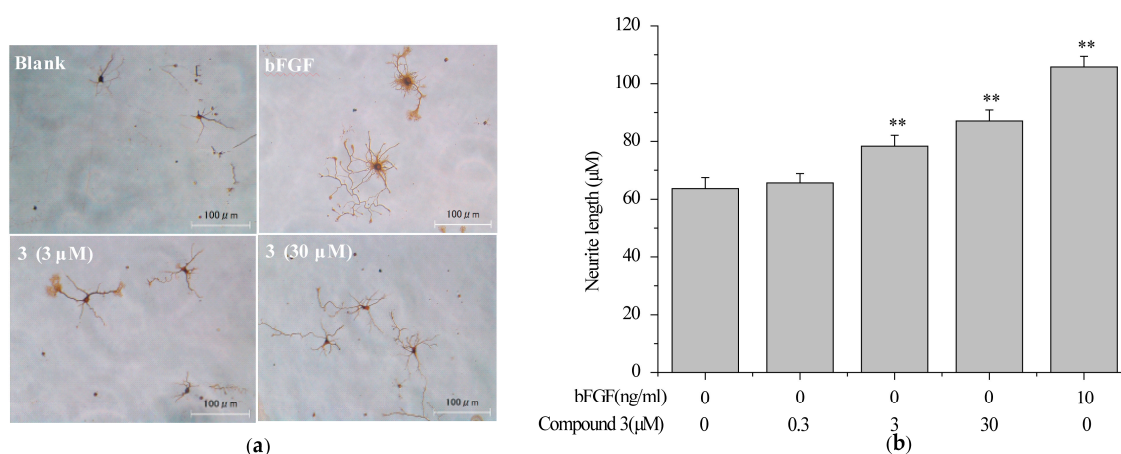 Blank
bFGF
100 μm
100 μm
3 (3 μM)
3 (30 μM)
100 μm
100 μm
(a)
120
100
80
60
40
20
0
Neurite length (μM)
**
**
**
bFGF(ng/ml) 0 0 0 0 10
Compound 3(μM) 0 0.3 3 30 0
(b)